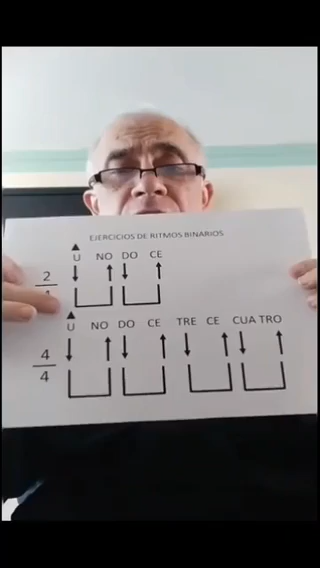 EJERCICIOS DE RITMOS BINARIOS
U NO DO CE
2
U NO DO CE TRE CE CUA TRO
4
4